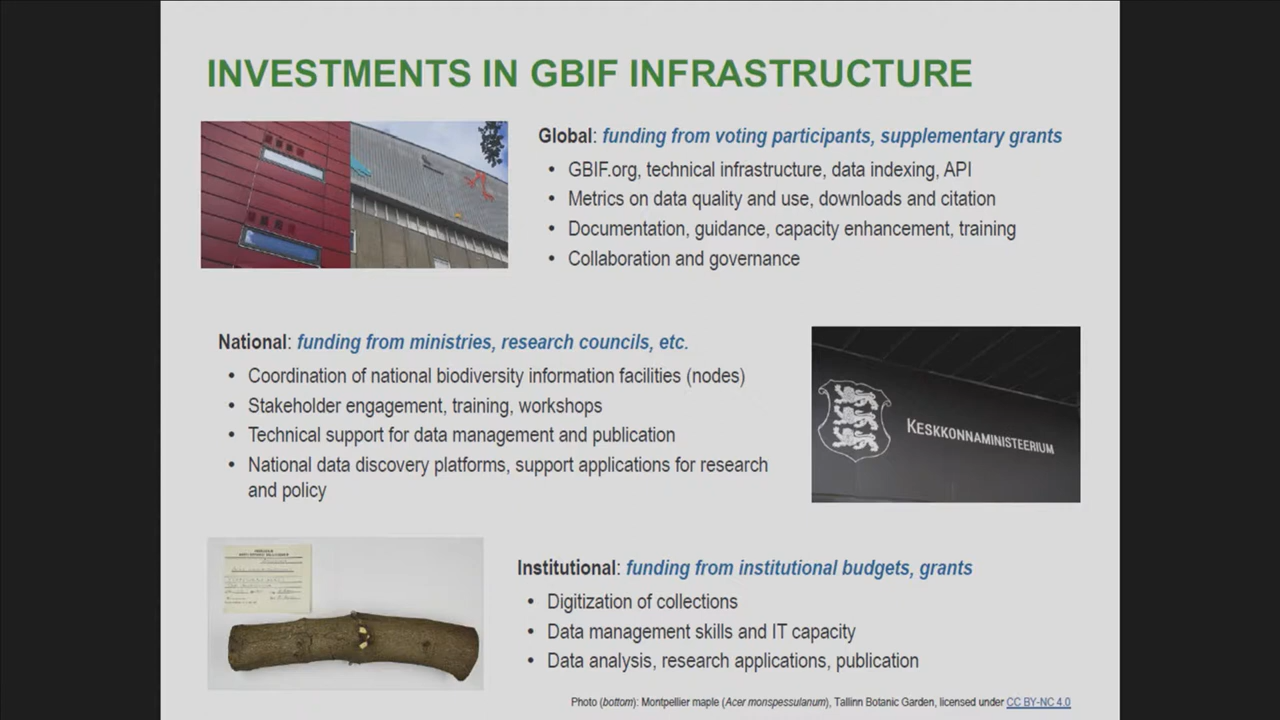 INVESTMENTS IN GBIF INFRASTRUCTURE
Global: funding from voting participants, supplementary grants
• GBIF.org, technical infrastructure, data indexing, API
• Metrics on data quality and use, downloads and citation
• Documentation, guidance, capacity enhancement, training
• Collaboration and governance
National: funding from ministries, research councils, etc.
• Coordination of national biodiversity information facilities (nodes)
• Stakeholder engagement, training, workshops
• Technical support for data management and publication
• National data discovery platforms, support applications for research
and policy
KESKKONNAMINISTEERIUM
Institutional: funding from institutional budgets, grants
• Digitization of collections
• Data management skills and IT capacity
• Data analysis, research applications, publication
Photo (bottom): Montpellier maple (Acer monspessulanum), Tallinn Botanic Garden, licensed under CC BY-NC 4.0